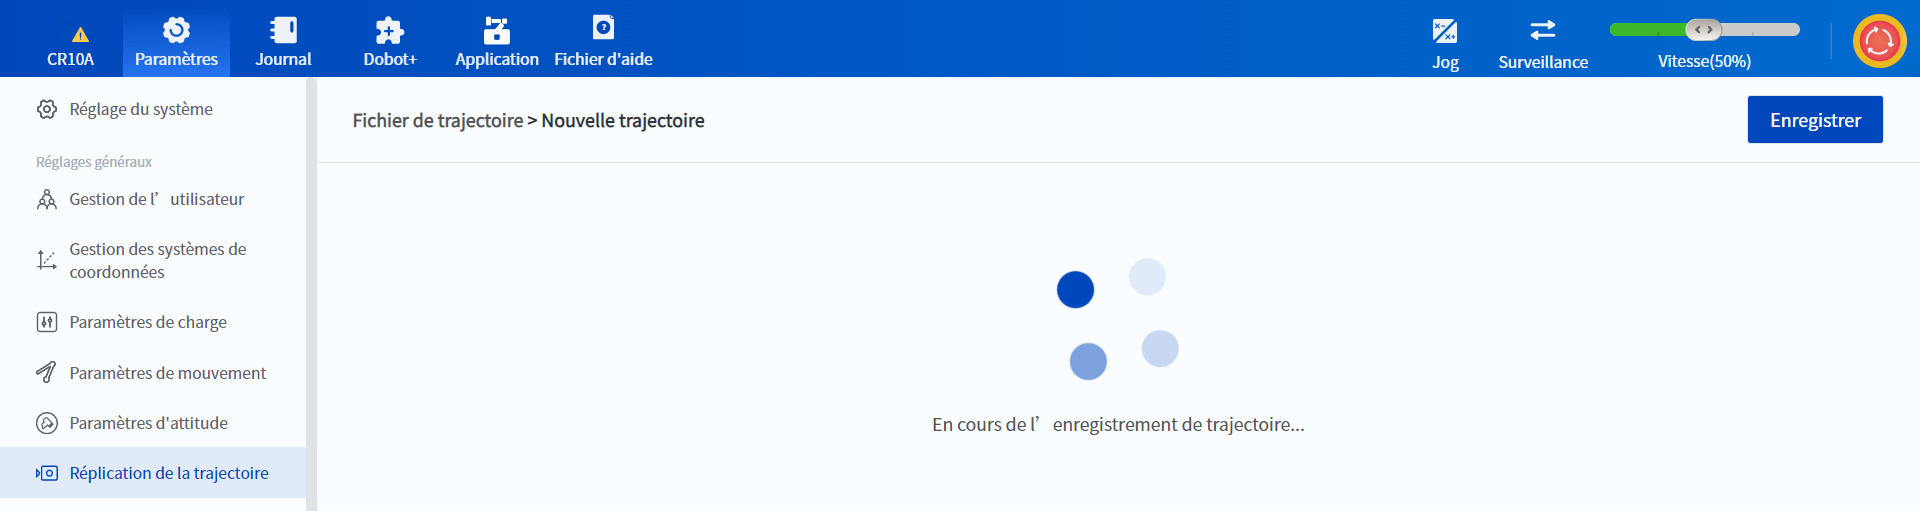 CR10A
Paramètres
Journal
Dobot+
Application
Fichier d'aide
Jog
Surveillance
Vitesse(50%)
Réglage du système
Réglages généraux
Gestion de l’utilisateur
Gestion des systèmes de
coordonnées
Paramètres de charge
Paramètres de mouvement
Paramètres d'attitude
Réplication de la trajectoire
Fichier de trajectoire > Nouvelle trajectoire
Enregistrer
En cours de l’enregistrement de trajectoire...